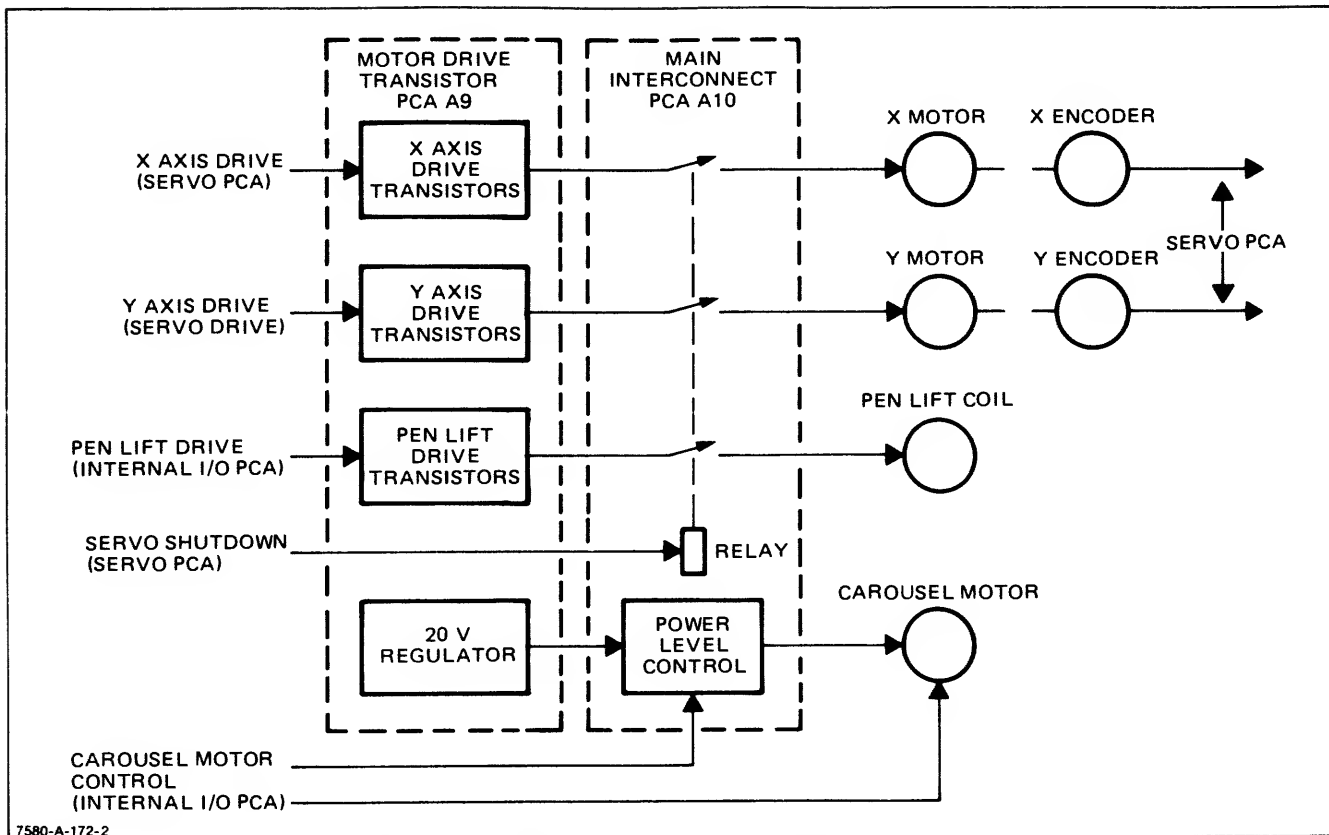 MOTOR DRIVE
TRANSISTOR
PCA A9
MAIN
INTERCONNECT
PCA A10
X AXIS DRIVE
(SERVO PCA)
X AXIS
DRIVE
TRANSISTORS
X MOTOR
X ENCODER
SERVO PCA
Y AXIS DRIVE
(SERVO DRIVE)
Y AXIS
DRIVE
TRANSISTORS
Y MOTOR
Y ENCODER
PEN LIFT DRIVE
(INTERNAL I/O PCA)
PEN LIFT
DRIVE
TRANSISTORS
PEN LIFT COIL
SERVO SHUTDOWN
(SERVO PCA)
RELAY
20 V
REGULATOR
POWER
LEVEL
CONTROL
CAROUSEL MOTOR
CAROUSEL MOTOR
CONTROL
(INTERNAL I/O PCA)
7580-A-172-2